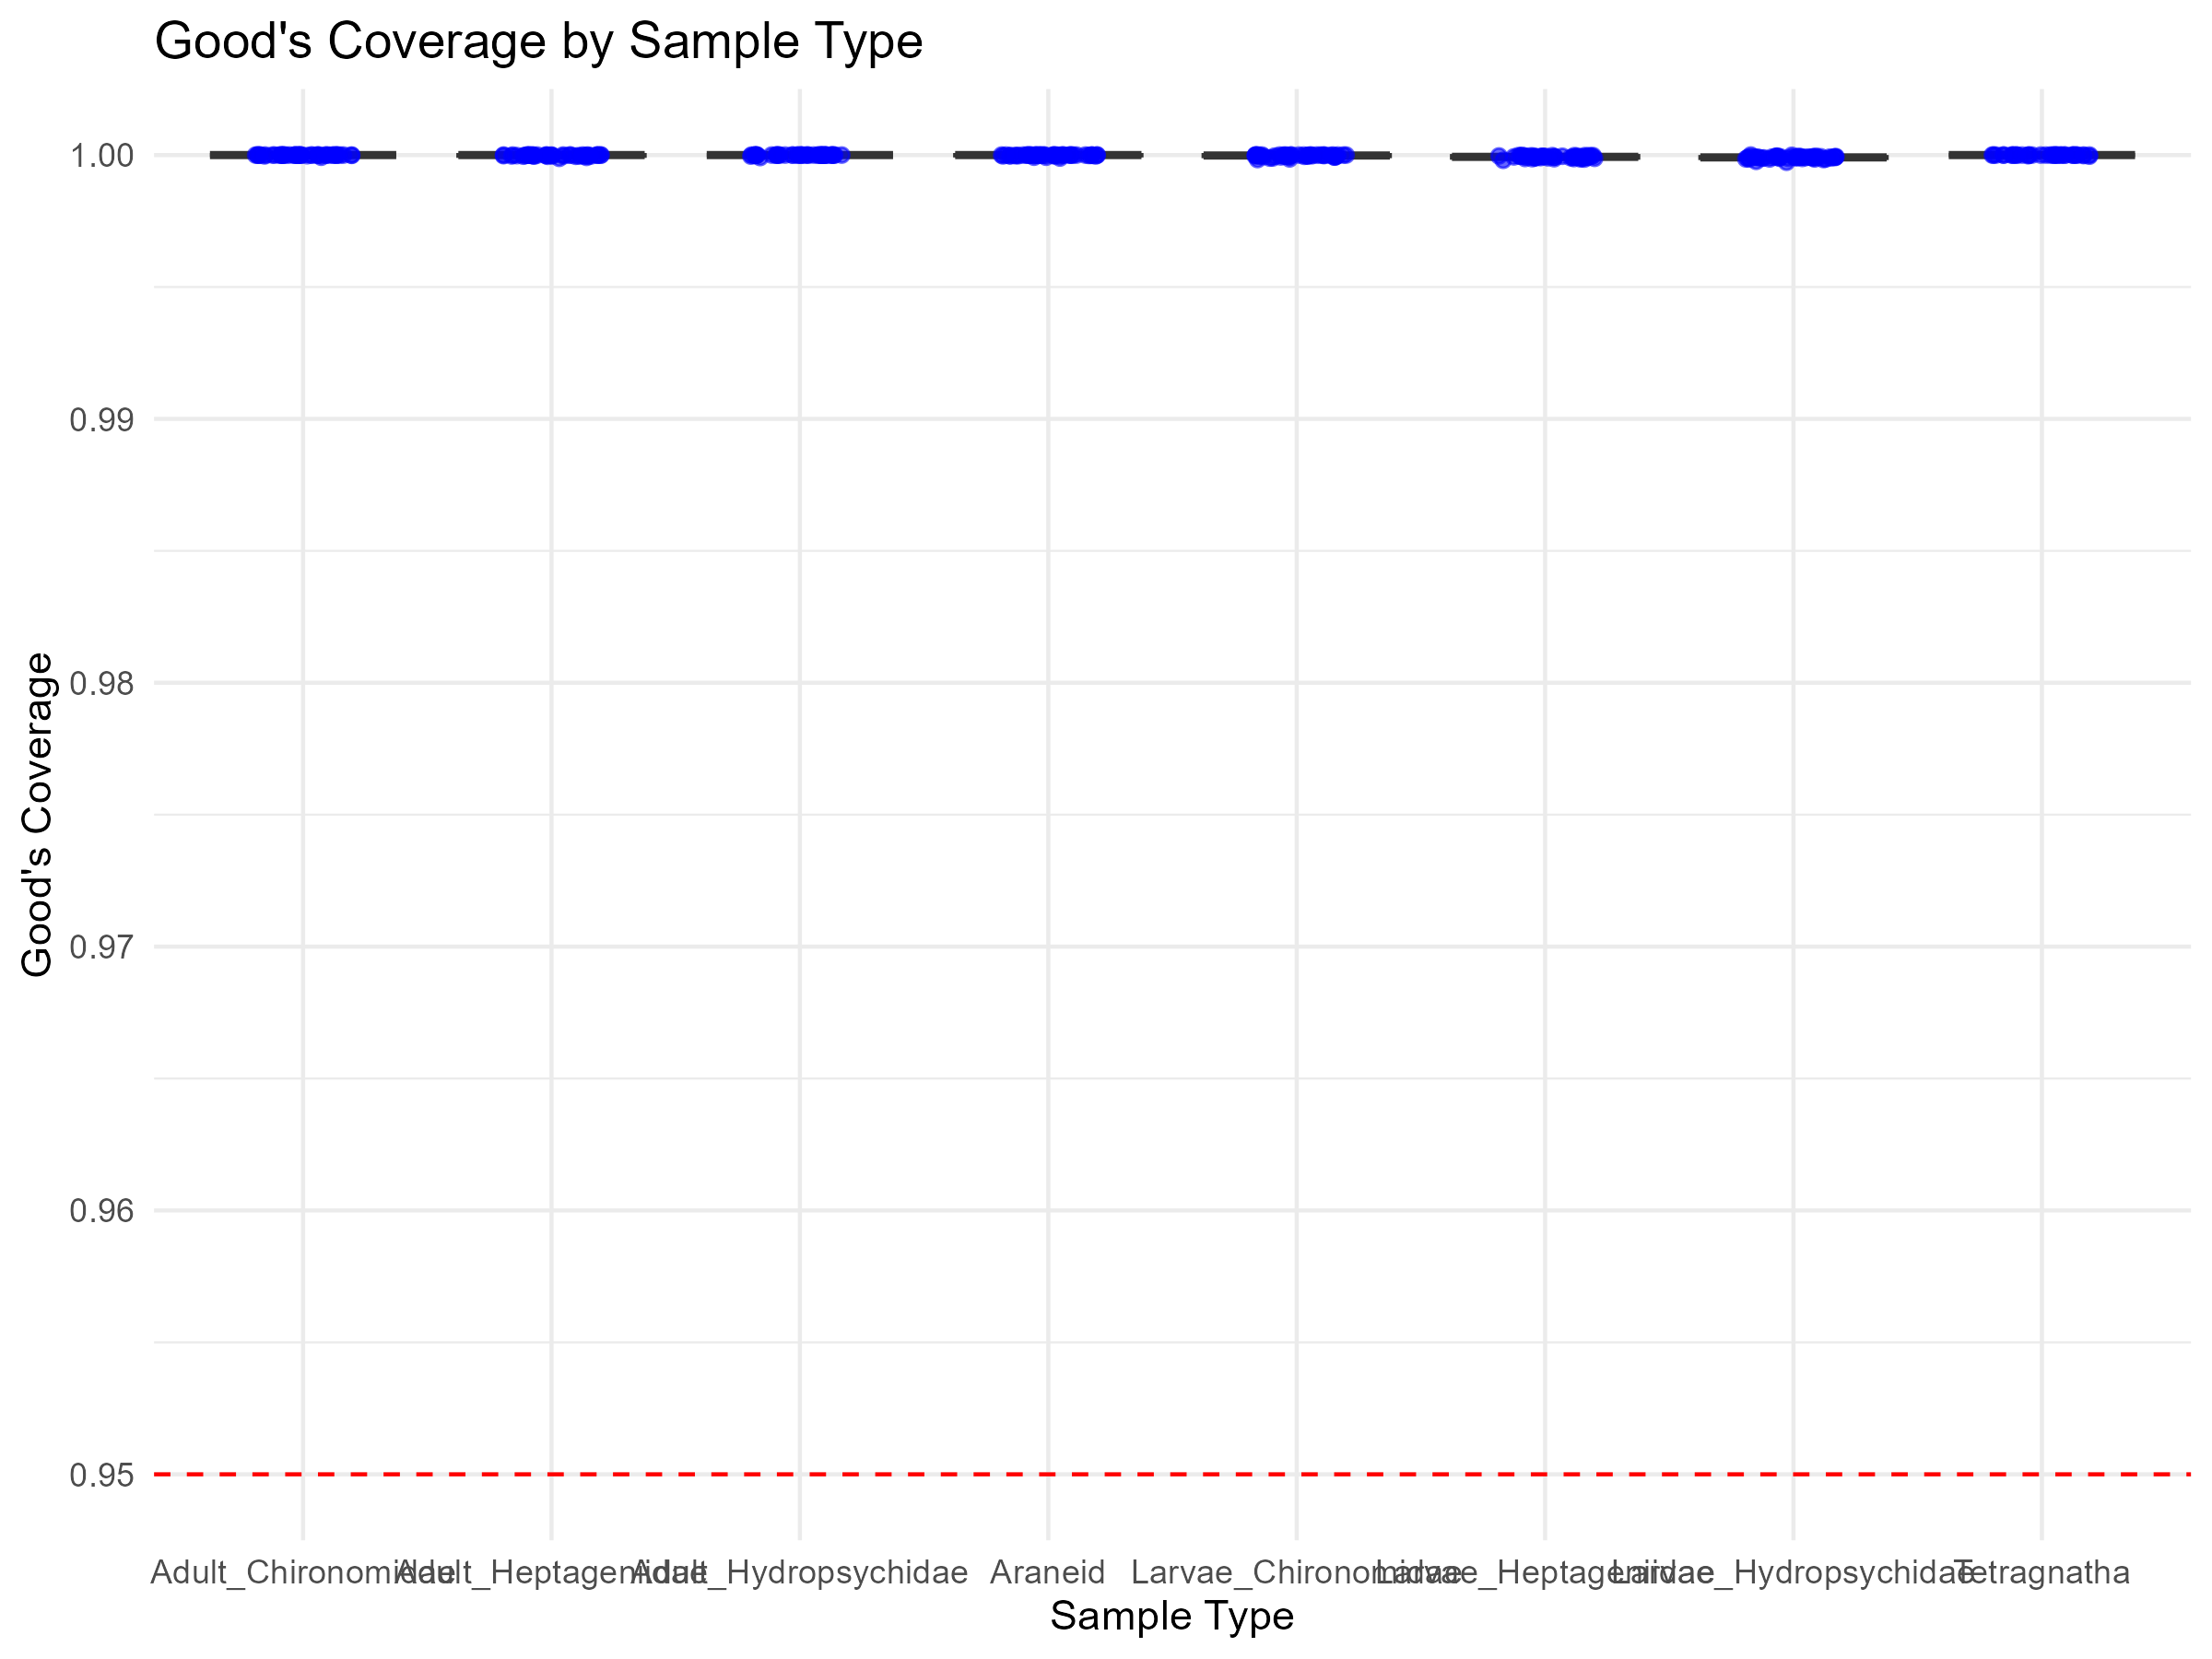 Good's Coverage by Sample Type
Good's Coverage
1.00
0.99
0.98
0.97
0.96
0.95
Adult_Chironomidae Adult_Heptageniidae Adult_Hydropsychidae Araneid Larvae_Chironomidae Larvae_Heptageniidae Larvae_Hydropsychidae Tetragnatha
Sample Type